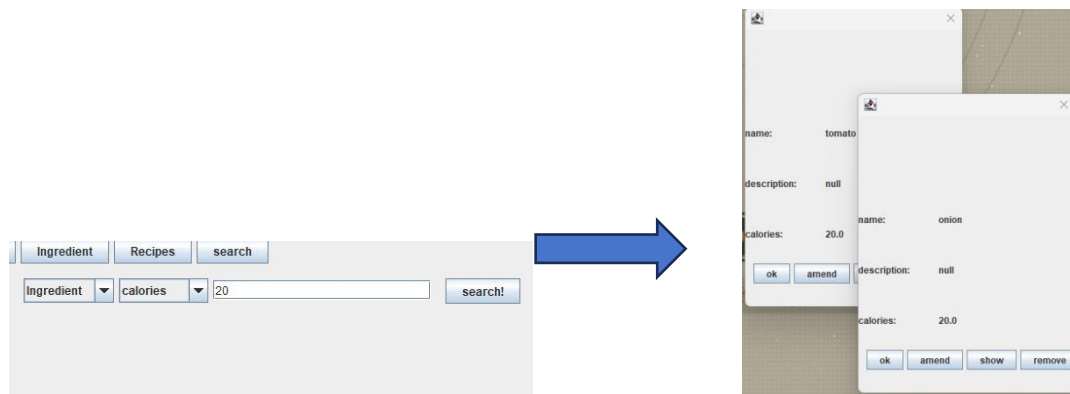 Ingredient Recipes search
Ingredient calories 20 search!
name: tomato
description: null
calories: 20.0
ok amend
name: onion
description: null
calories: 20.0
ok amend show remove